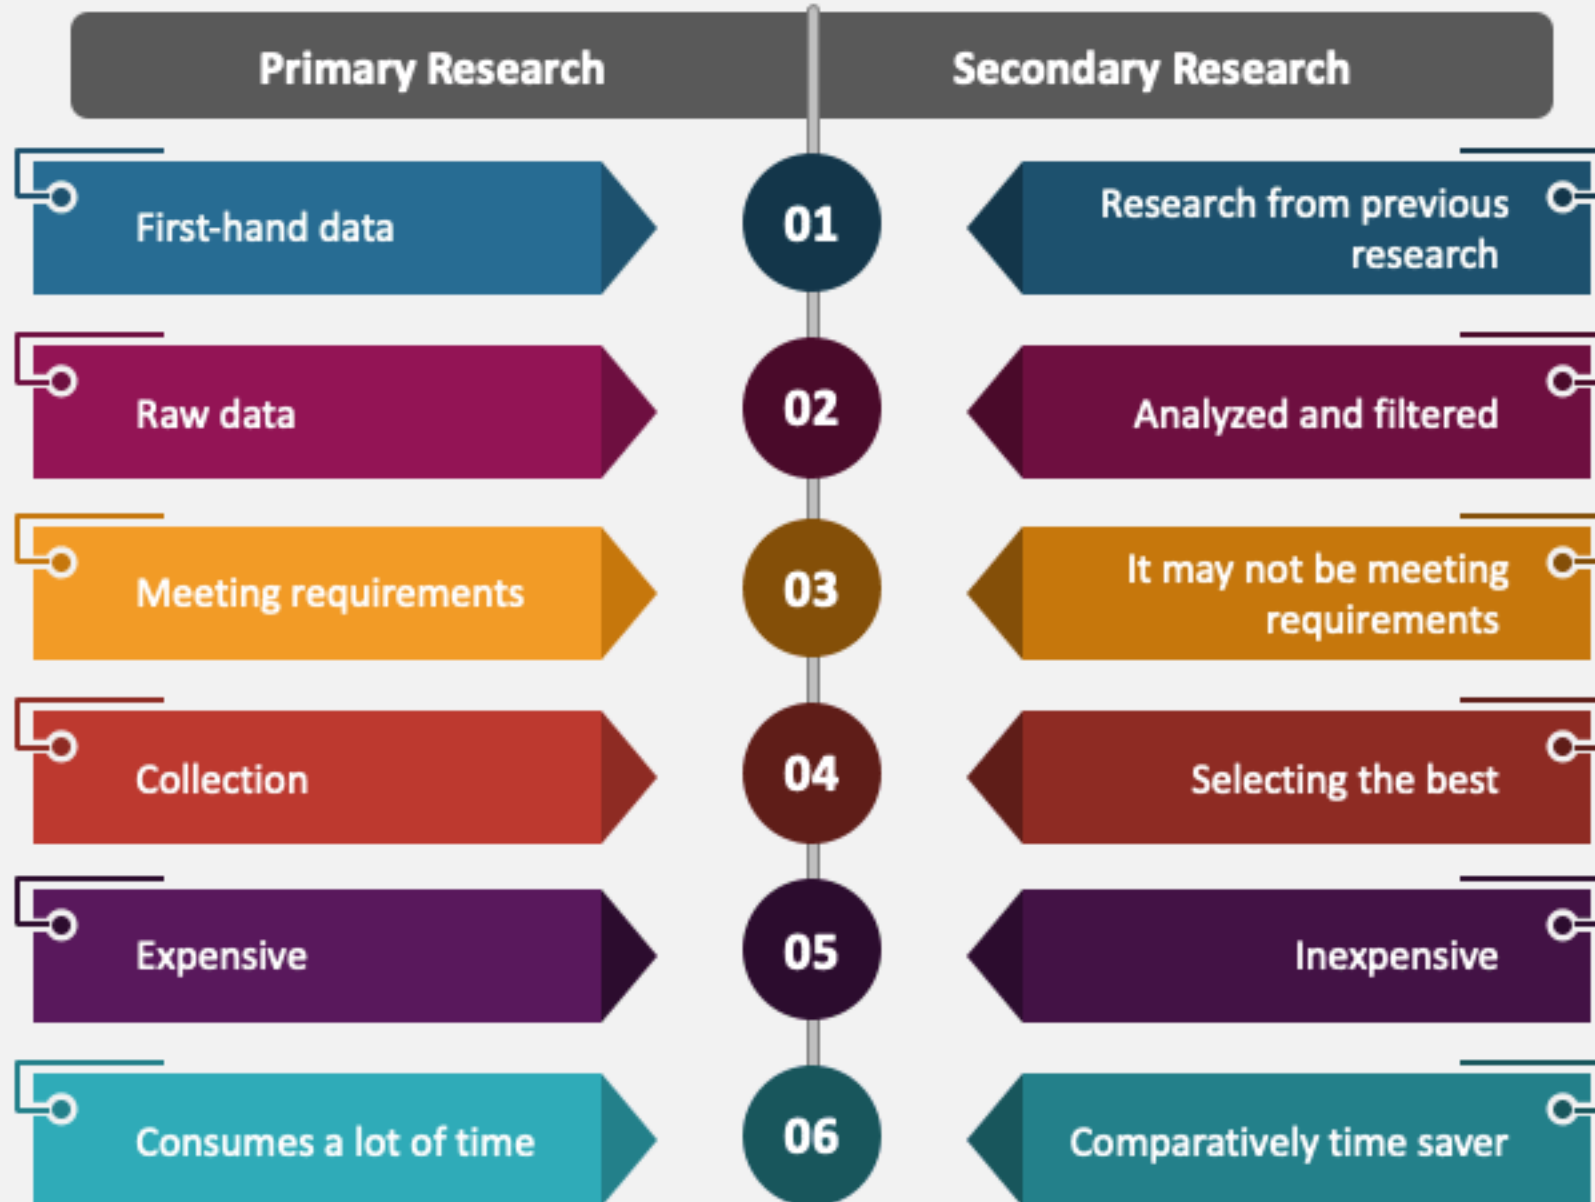 Primary Research
Secondary Research
First-hand data
01
Research from previous
research
Raw data
02
Analyzed and filtered
Meeting requirements
03
It may not be meeting
requirements
Collection
04
Selecting the best
Expensive
05
Inexpensive
Consumes a lot of time
06
Comparatively time saver